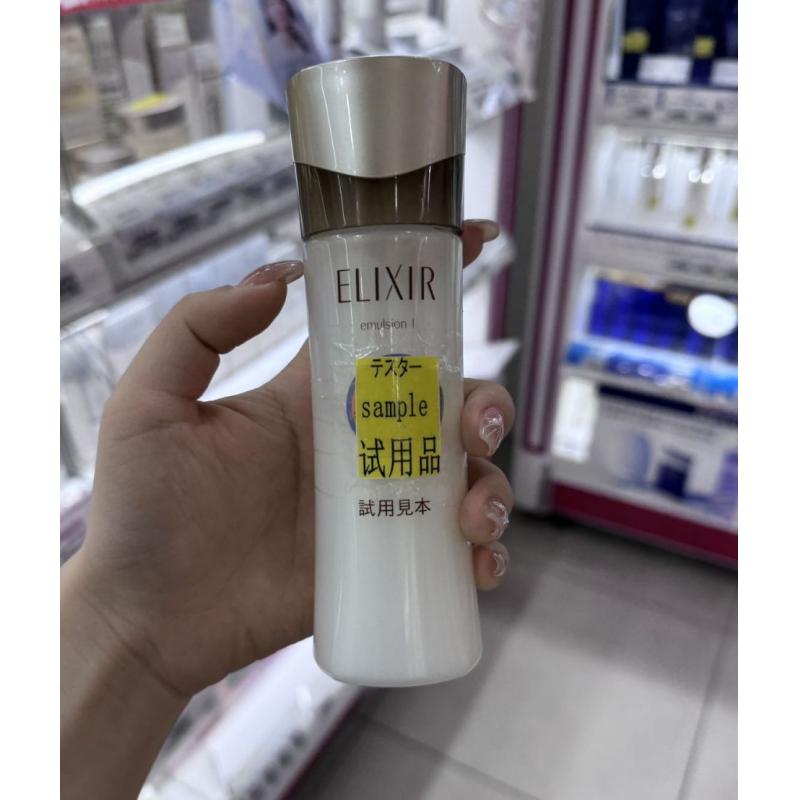 ELIXIR
emulsion I
テスター
sample
试用品
試用見本